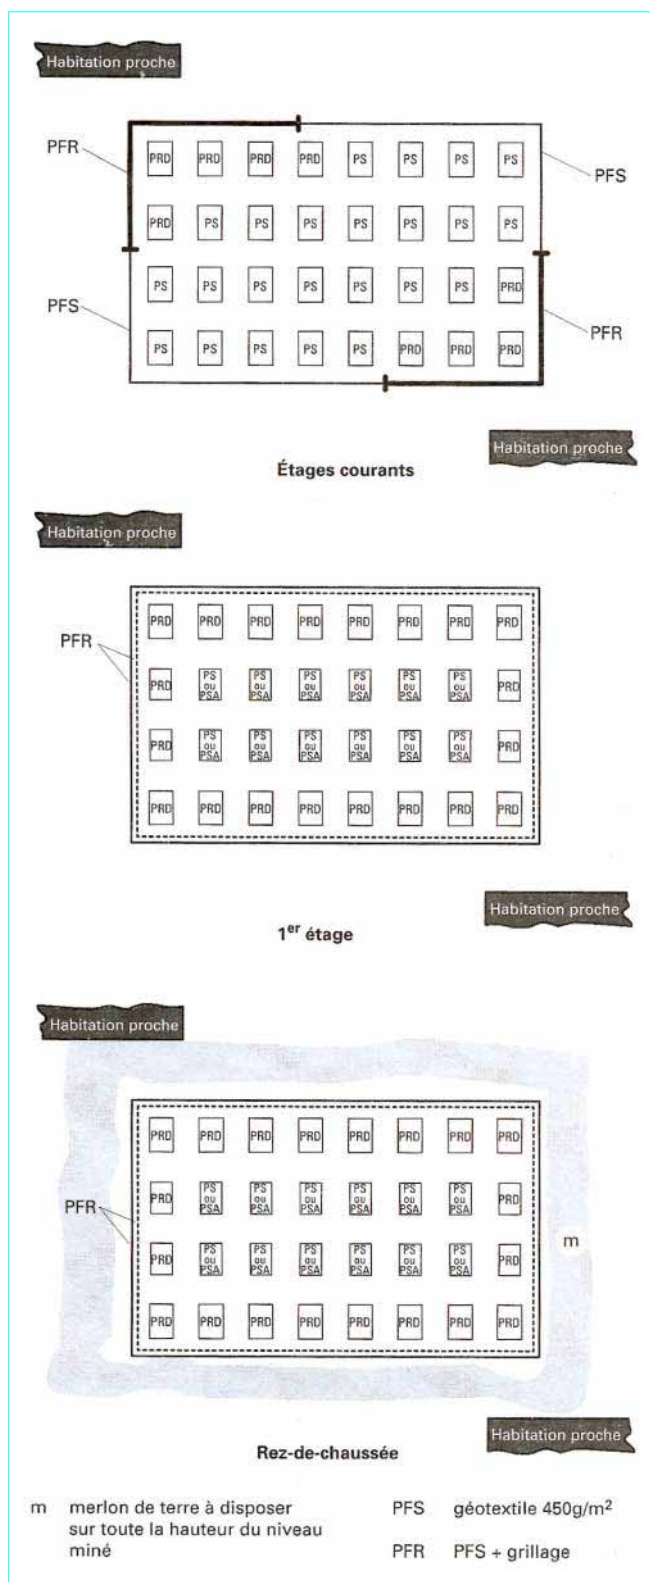 Habitation proche
PFR
PRD PRD PRD PRD PS PS PS PS
PFS
PRD PS PS PS PS PS PS PS
PS PS PS PS PS PS PS PRD
PFS
PFR
PS PS PS PS PS PRD PRD PRD
Habitation proche
Étages courants
Habitation proche
PRD PRD PRD PRD PRD PRD PRD PRD
PFR
PS PS PS PS PS PS
PRD ou ou ou ou ou ou PRD
PSA PSA PSA PSA PSA PSA
PS PS PS PS PS PS
PRD ou ou ou ou ou ou PRD
PSA PSA PSA PSA PSA PSA
PRD PRD PRD PRD PRD PRD PRD PRD
Habitation proche
1er étage
Habitation proche
PRD PRD PRD PRD PRD PRD PRD PRD
PS PS PS PS PS PS
PRD ou ou ou ou ou ou PRD
PSA PSA PSA PSA PSA PSA
PFR
m
PS PS PS PS PS PS
PRD ou ou ou ou ou ou PRD
PSA PSA PSA PSA PSA PSA
PRD PRD PRD PRD PRD PRD PRD PRD
Habitation proche
Rez-de-chaussée
m merlon de terre à disposer
sur toute la hauteur du niveau
miné
PFS géotextile 450g/m²
PFR PFS + grillage